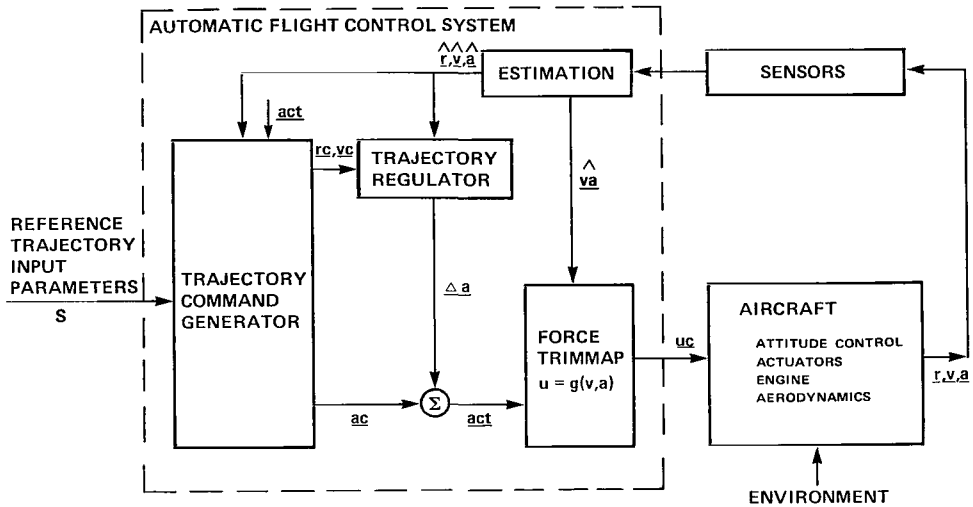 AUTOMATIC FLIGHT CONTROL SYSTEM
r̂,v̂,â
ESTIMATION
SENSORS
act
rc,vc
TRAJECTORY
REGULATOR
v̂a
REFERENCE
TRAJECTORY
INPUT
PARAMETERS
S
TRAJECTORY
COMMAND
GENERATOR
Δa
FORCE
TRIMMAP
u = g(v,a)
uc
AIRCRAFT
ATTITUDE CONTROL
ACTUATORS
ENGINE
AERODYNAMICS
r,v,a
ac
Σ
act
ENVIRONMENT